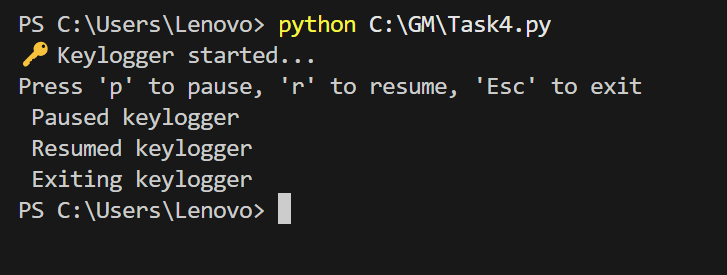 PS C:\Users\Lenovo> python C:\GM\Task4.py
🔑 Keylogger started...
Press 'p' to pause, 'r' to resume, 'Esc' to exit
Paused keylogger
Resumed keylogger
Exiting keylogger
PS C:\Users\Lenovo>